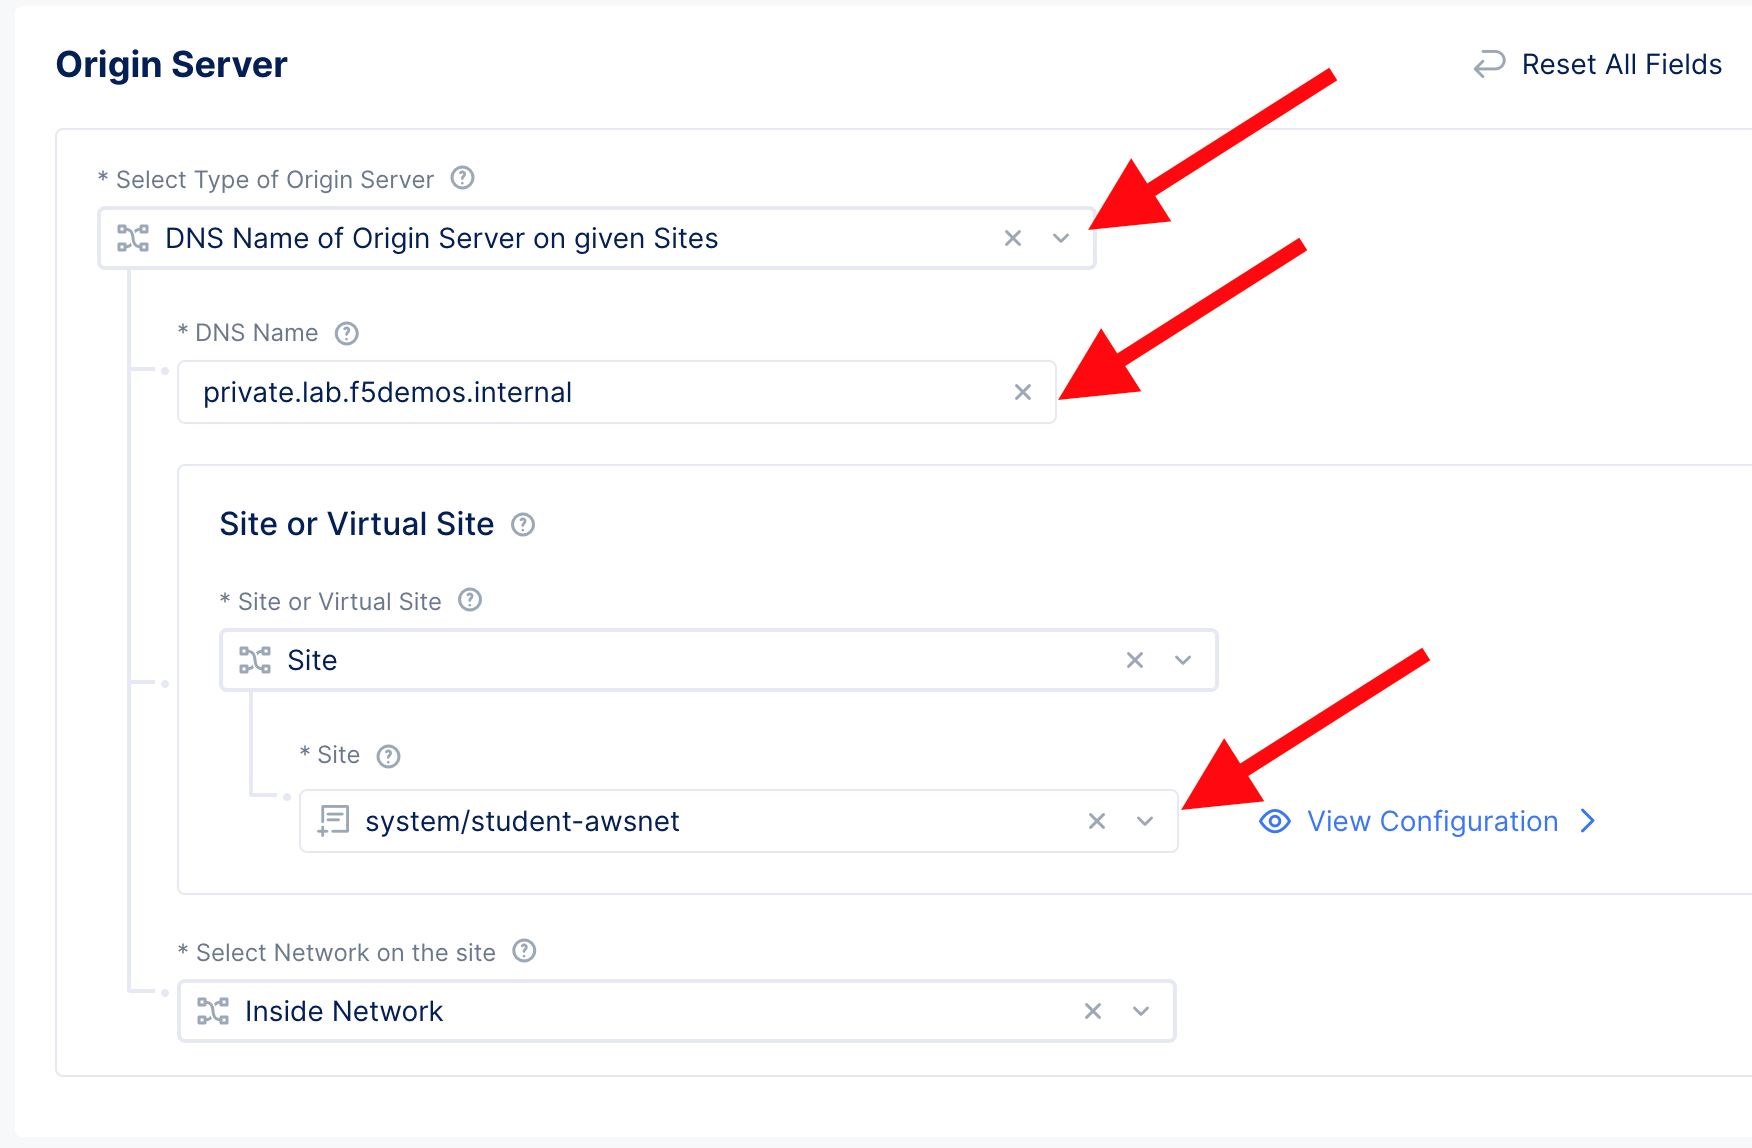 Origin Server
Reset All Fields
* Select Type of Origin Server
DNS Name of Origin Server on given Sites
* DNS Name
private.lab.f5demos.internal
Site or Virtual Site
* Site or Virtual Site
Site
* Site
system/student-awsnet
View Configuration
* Select Network on the site
Inside Network